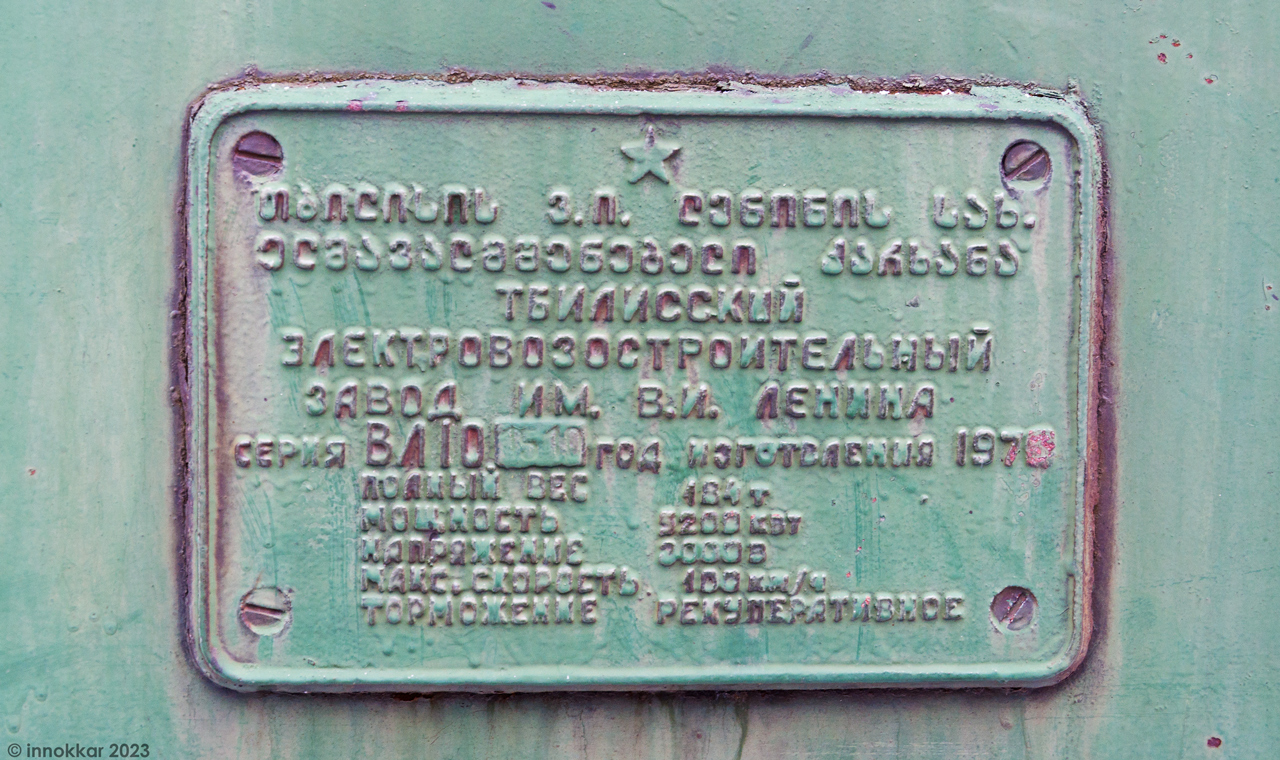 თბილისის ვ.ი. ლენინის სახ.
ელმავალმშენებელი ქარხანა
ТБИЛИССКИЙ
ЭЛЕКТРОВОЗОСТРОИТЕЛЬНЫЙ
ЗАВОД ИМ. В.И. ЛЕНИНА
СЕРИЯ ВЛ10 ГОД ИЗГОТОВЛЕНИЯ
ПОЛНЫЙ ВЕС 184 т
МОЩНОСТЬ 5200 КВТ
НАПРЯЖЕНИЕ 3000 В
МАКС. СКОРОСТЬ. 100 км/ч
ТОРМОЖЕНИЕ РЕКУПЕРАТИВНОЕ
© innokkar 2023